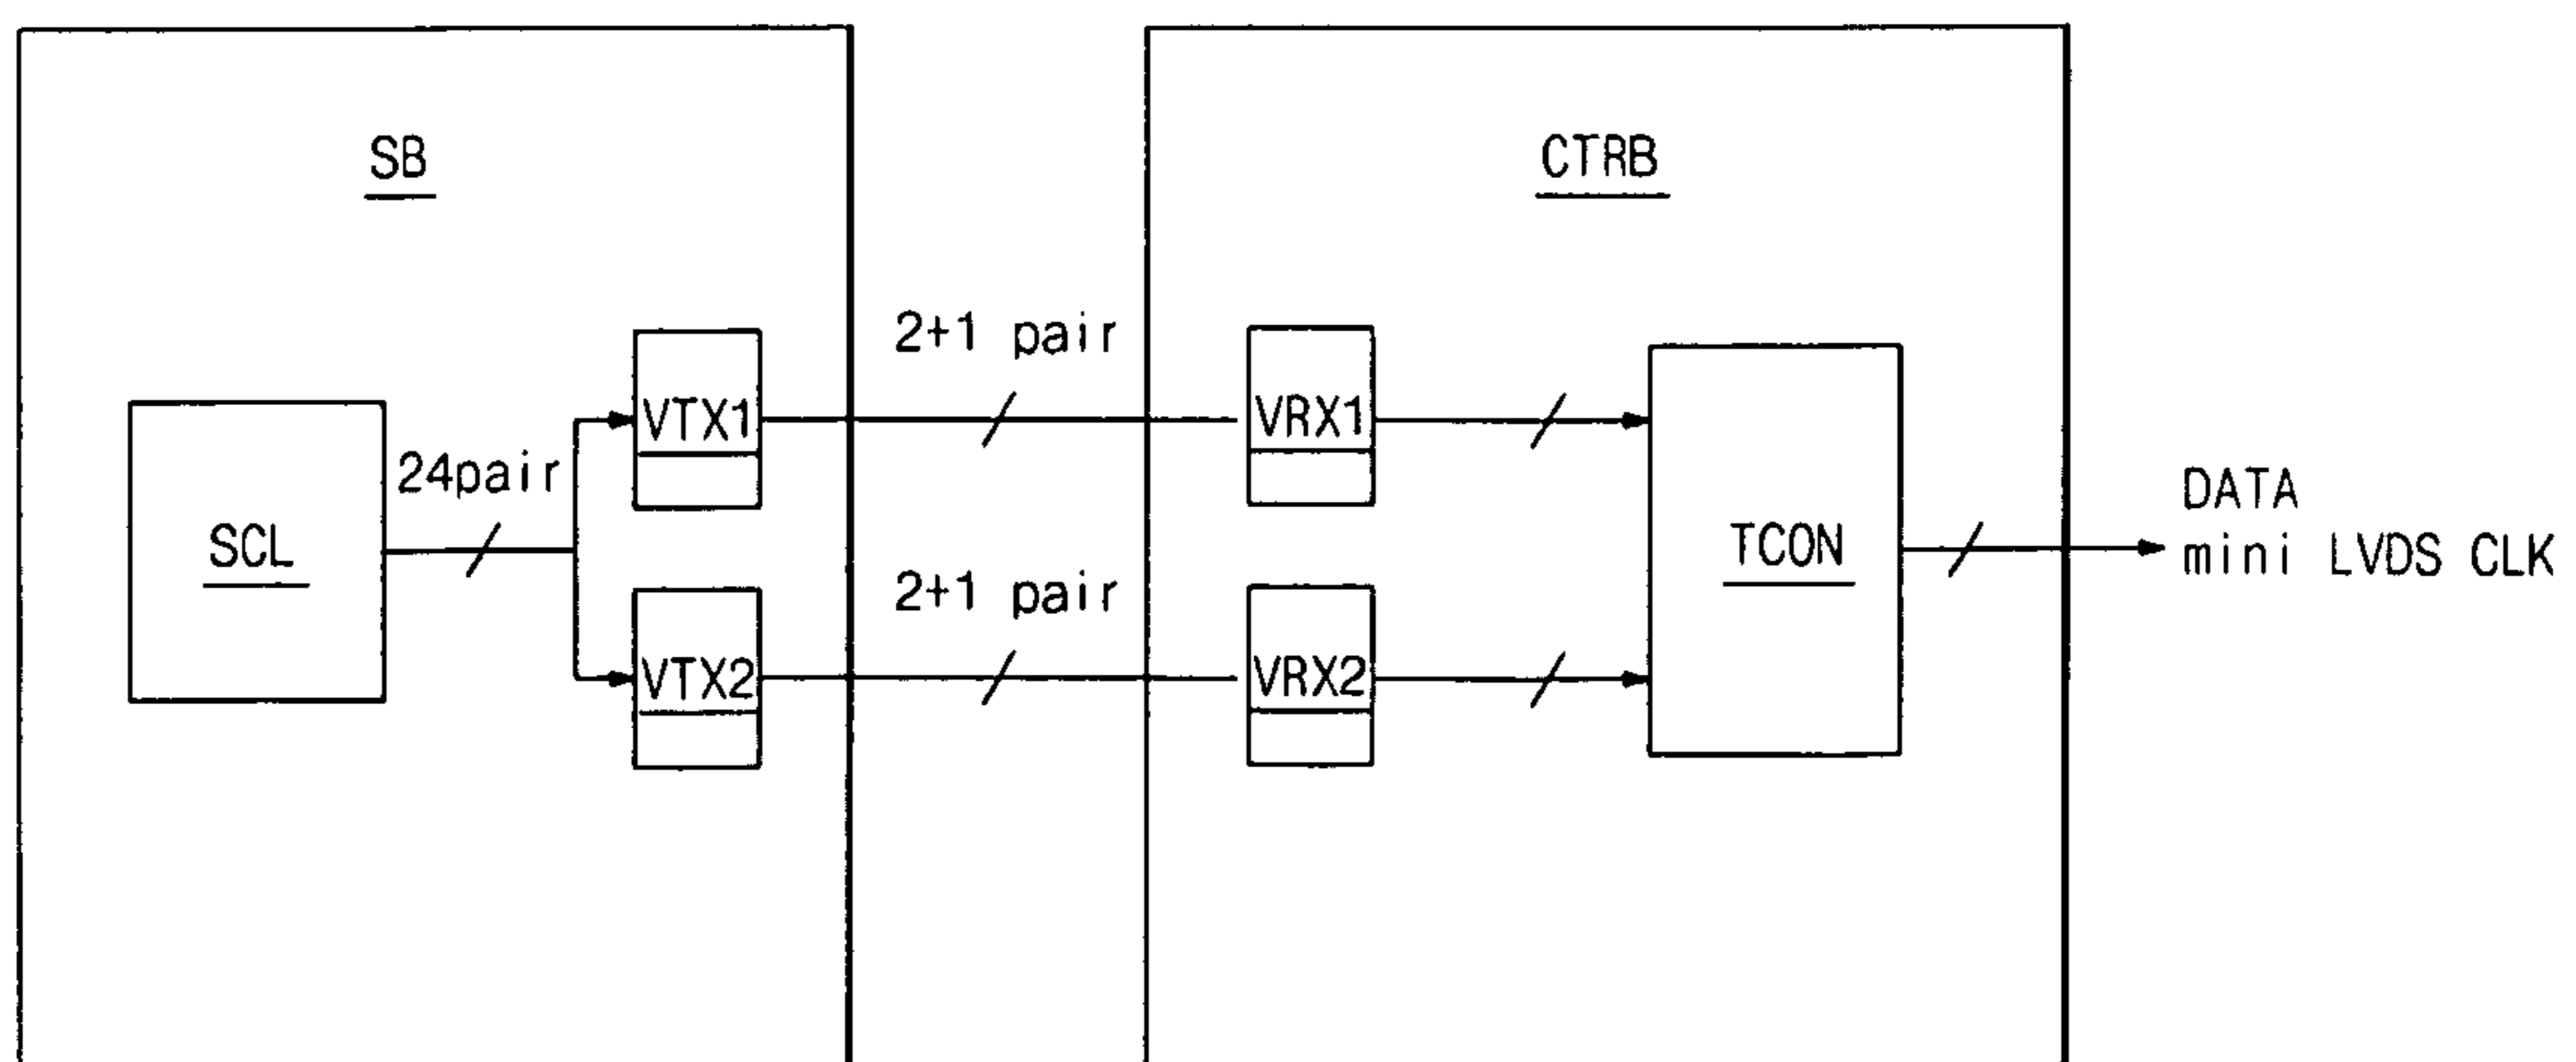 SB
CTRB
2+1 pair
VTX1
VRX1
24pair
SCL
TCON
DATA
mini LVDS CLK
2+1 pair
VTX2
VRX2